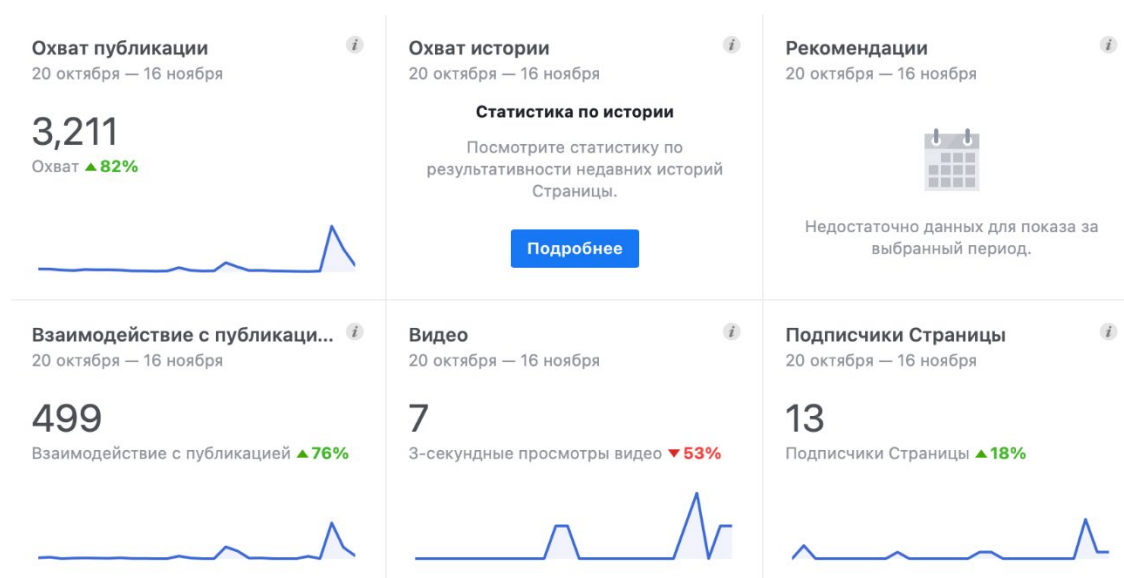 Охват публикации
20 октября — 16 ноября
3,211
Охват ▲ 82%
Охват истории
20 октября — 16 ноября
Статистика по истории
Посмотрите статистику по
результативности недавних историй
Страницы.
Подробнее
Рекомендации
20 октября — 16 ноября
Недостаточно данных для показа за
выбранный период.
Взаимодействие с публикаци...
20 октября — 16 ноября
499
Взаимодействие с публикацией ▲ 76%
Видео
20 октября — 16 ноября
7
3-секундные просмотры видео ▼ 53%
Подписчики Страницы
20 октября — 16 ноября
13
Подписчики Страницы ▲ 18%